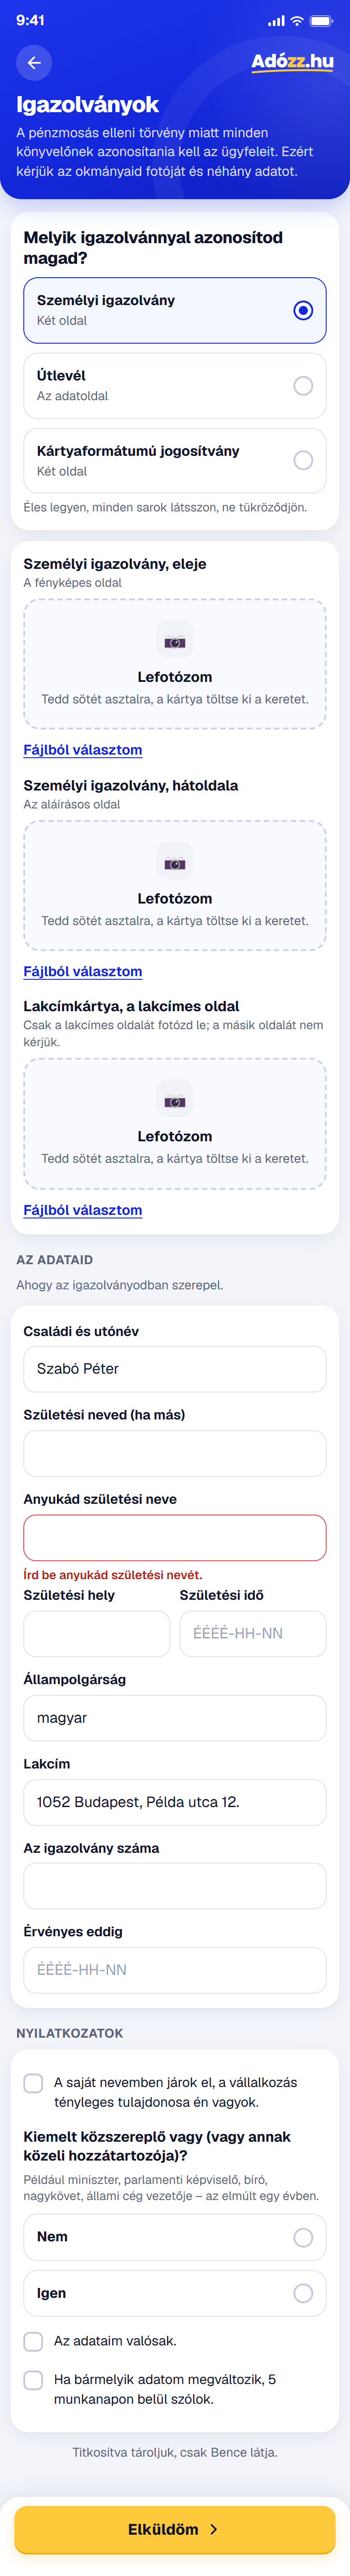 9:41
Adózz.hu
Igazolványok
A pénzmosás elleni törvény miatt minden
könyvelőnek azonosítania kell az ügyfeleit. Ezért
kérjük az okmányaid fotóját és néhány adatot.
Melyik igazolvánnyal azonosítod
magad?
Személyi igazolvány
Két oldal
Útlevél
Az adatoldal
Kártyaformátumú jogosítvány
Két oldal
Éles legyen, minden sarok látsszon, ne tükröződjön.
Személyi igazolvány, eleje
A fényképes oldal
Lefotózom
Tedd sötét asztalra, a kártya töltse ki a keretet.
Fájlból választom
Személyi igazolvány, hátoldala
Az aláírásos oldal
Lefotózom
Tedd sötét asztalra, a kártya töltse ki a keretet.
Fájlból választom
Lakcímkártya, a lakcímes oldal
Csak a lakcímes oldalát fotózd le; a másik oldalát nem
kérjük.
Lefotózom
Tedd sötét asztalra, a kártya töltse ki a keretet.
Fájlból választom
AZ ADATAID
Ahogy az igazolványodban szerepel.
Családi és utónév
Szabó Péter
Születési neved (ha más)
Anyukád születési neve
Írd be anyukád születési nevét.
Születési hely Születési idő
ÉÉÉÉ-HH-NN
Állampolgárság
magyar
Lakcím
1052 Budapest, Példa utca 12.
Az igazolvány száma
Érvényes eddig
ÉÉÉÉ-HH-NN
NYILATKOZATOK
A saját nevemben járok el, a vállalkozás
tényleges tulajdonosa én vagyok.
Kiemelt közszereplő vagy (vagy annak
közeli hozzátartozója)?
Például miniszter, parlamenti képviselő, bíró,
nagykövet, állami cég vezetője – az elmúlt egy évben.
Nem
Igen
Az adataim valósak.
Ha bármelyik adatom megváltozik, 5
munkanapon belül szólok.
Titkosítva tároljuk, csak Bence látja.
Elküldöm